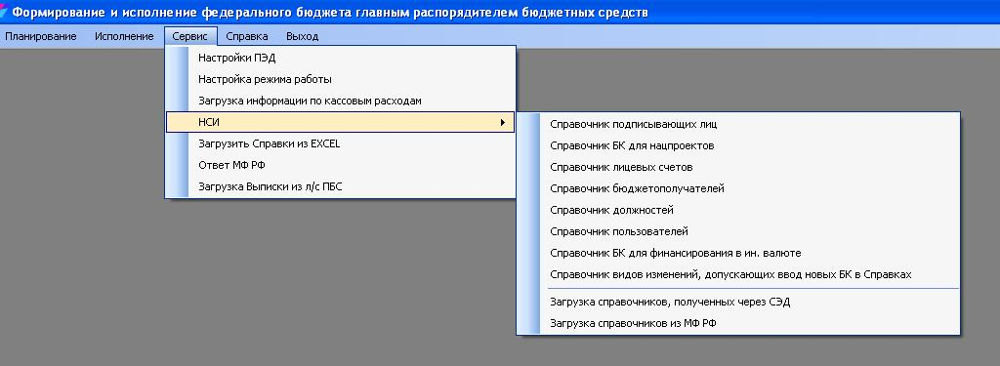 Формирование и исполнение федерального бюджета главным распорядителем бюджетных средств
Планирование Исполнение Сервис Справка Выход
Настройки ПЭД
Настройка режима работы
Загрузка информации по кассовым расходам
НСИ
Загрузить Справки из EXCEL
Ответ МФ РФ
Загрузка Выписки из л/с ПБС
Справочник подписывающих лиц
Справочник БК для нацпроектов
Справочник лицевых счетов
Справочник бюджетополучателей
Справочник должностей
Справочник пользователей
Справочник БК для финансирования в ин. валюте
Справочник видов изменений, допускающих ввод новых БК в Справках
Загрузка справочников, полученных через СЭД
Загрузка справочников из МФ РФ